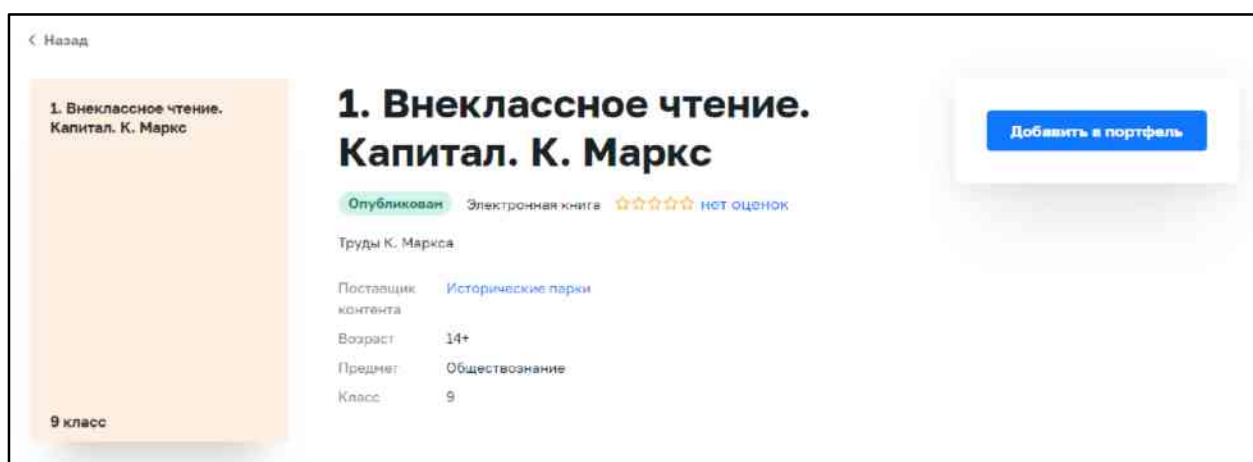 Назад
1. Внеклассное чтение.
Капитал. К. Маркс
9 класс
1. Внеклассное чтение.
Капитал. К. Маркс
Опубликован Электронная книга нет оценок
Труды К. Маркса
Поставщик контента Исторические парки
Возраст 14+
Предмет Обществознание
Класс 9
Добавить в портфель